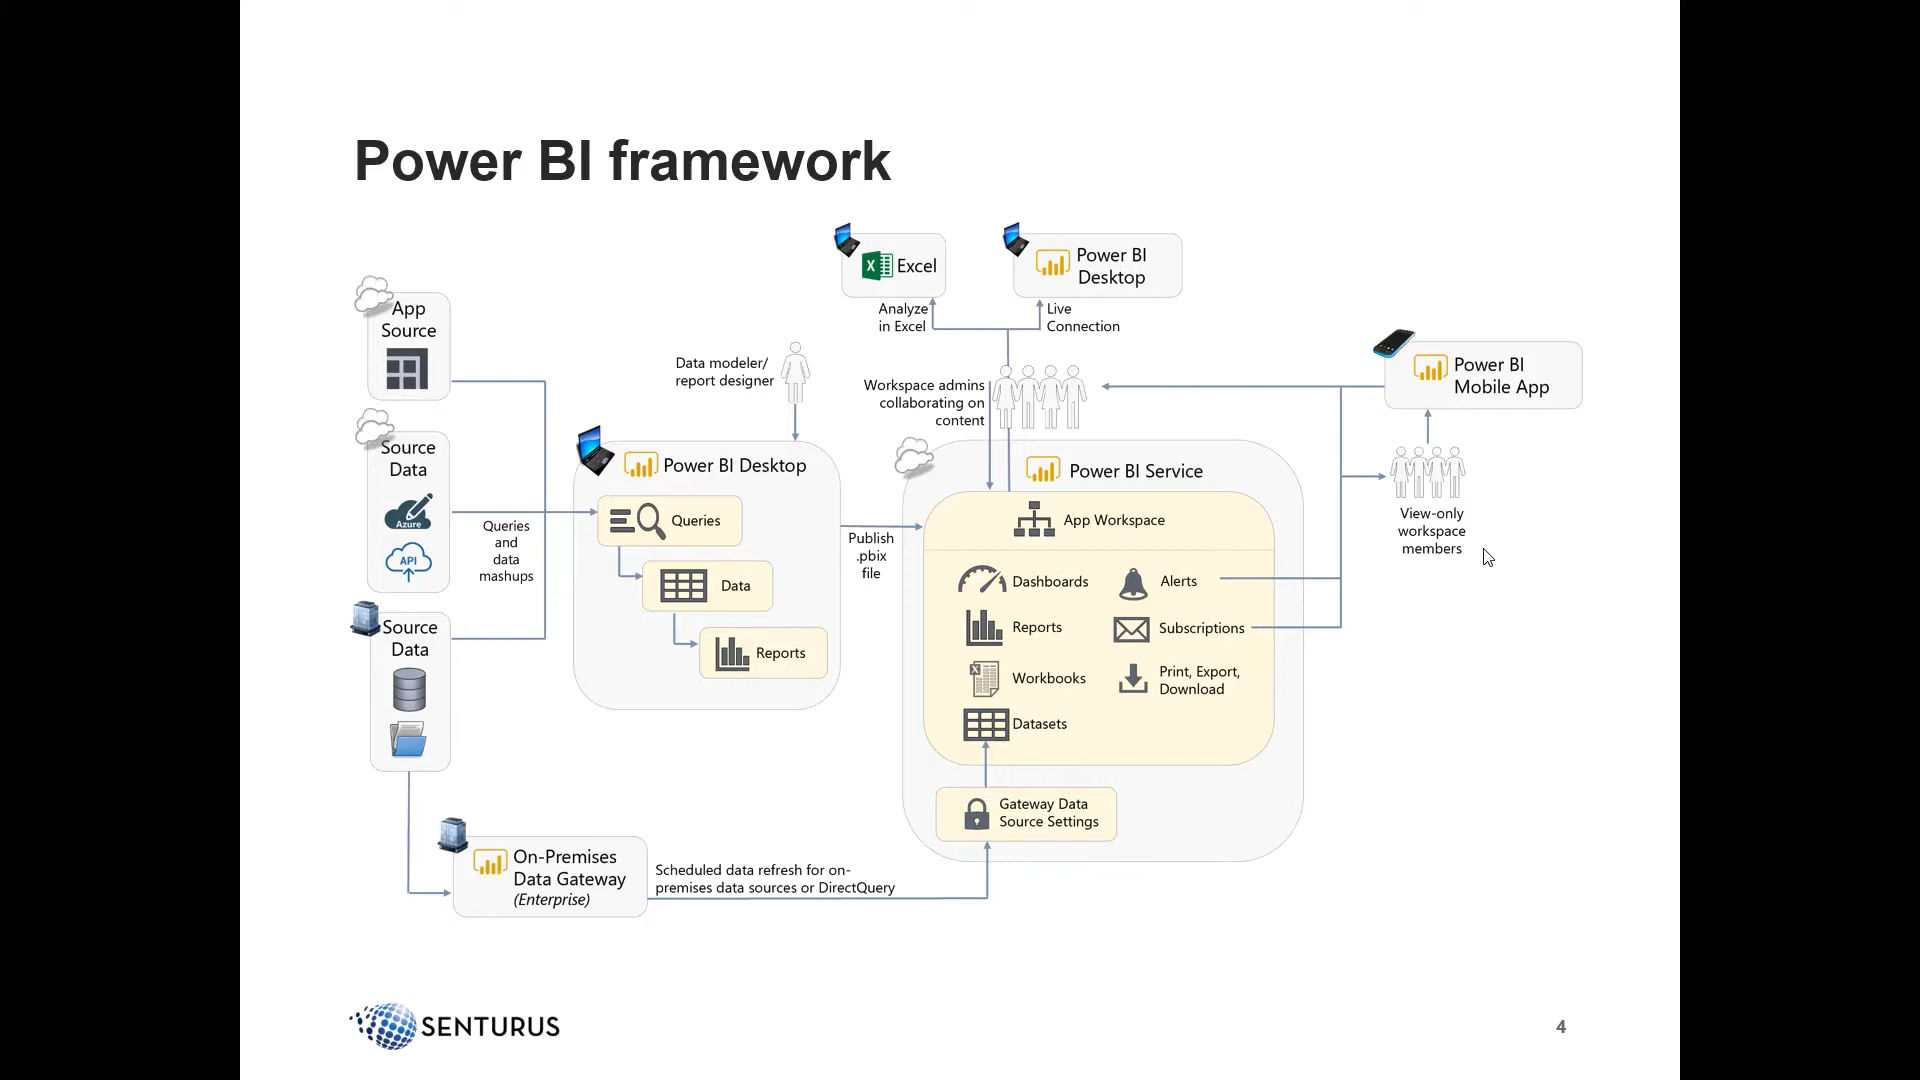 Power BI framework
Excel
Power BI
Desktop
Analyze
in Excel
Live
Connection
App
Source
Data modeler/
report designer
Workspace admins
collaborating on
content
Power BI
Mobile App
Source
Data
Azure
API
Queries
and
data
mashups
Power BI Desktop
Queries
Data
Reports
Publish
.pbix
file
Power BI Service
App Workspace
Dashboards
Alerts
Reports
Subscriptions
Workbooks
Print, Export,
Download
Datasets
View-only
workspace
members
Source
Data
Gateway Data
Source Settings
On-Premises
Data Gateway
(Enterprise)
Scheduled data refresh for on-
premises data sources or DirectQuery
SENTURUS
4